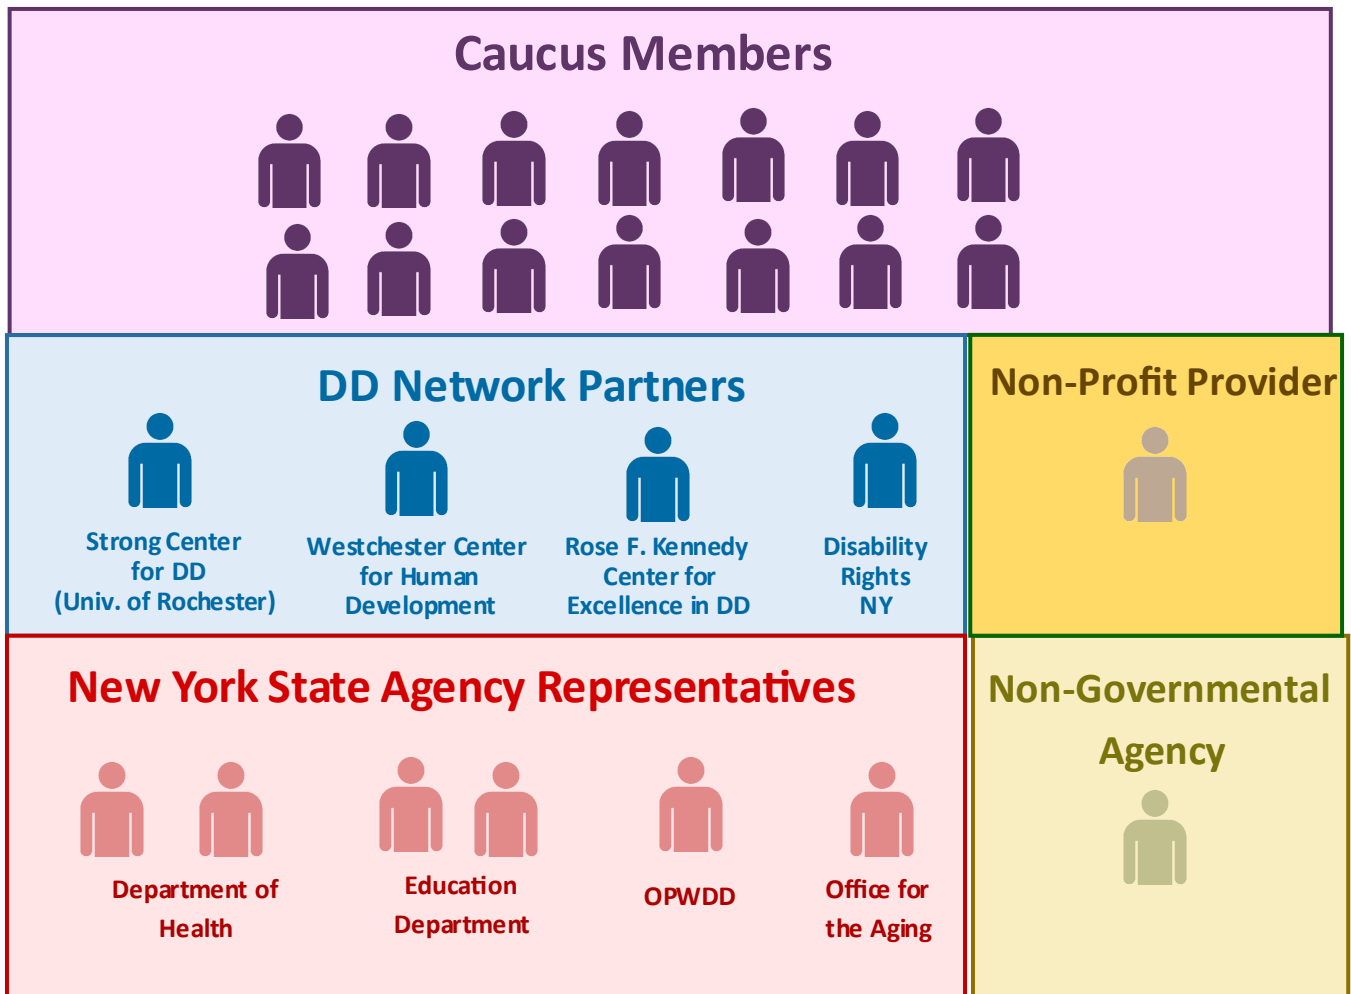 Caucus Members
DD Network Partners
Strong Center
for DD
(Univ. of Rochester)
Westchester Center
for Human
Development
Rose F. Kennedy
Center for
Excellence in DD
Disability
Rights
NY
Non-Profit Provider
New York State Agency Representatives
Department of
Health
Education
Department
OPWDD
Office for
the Aging
Non-Governmental
Agency